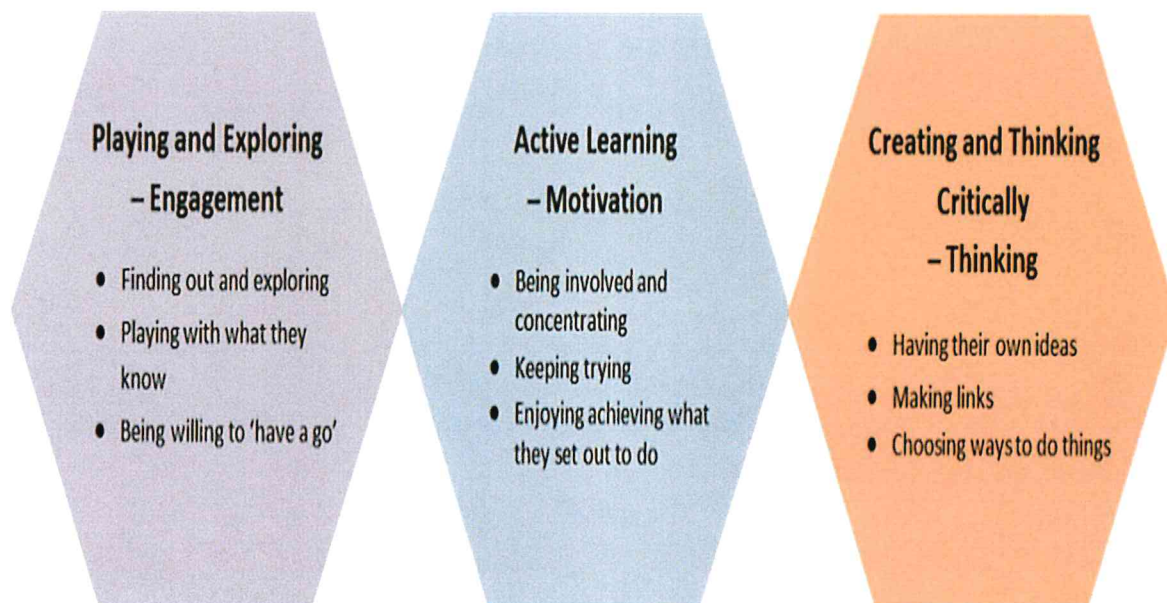 Playing and Exploring
– Engagement
● Finding out and exploring
● Playing with what they
know
● Being willing to ‘have a go’
Active Learning
– Motivation
● Being involved and
concentrating
● Keeping trying
● Enjoying achieving what
they set out to do
Creating and Thinking
Critically
– Thinking
● Having their own ideas
● Making links
● Choosing ways to do things